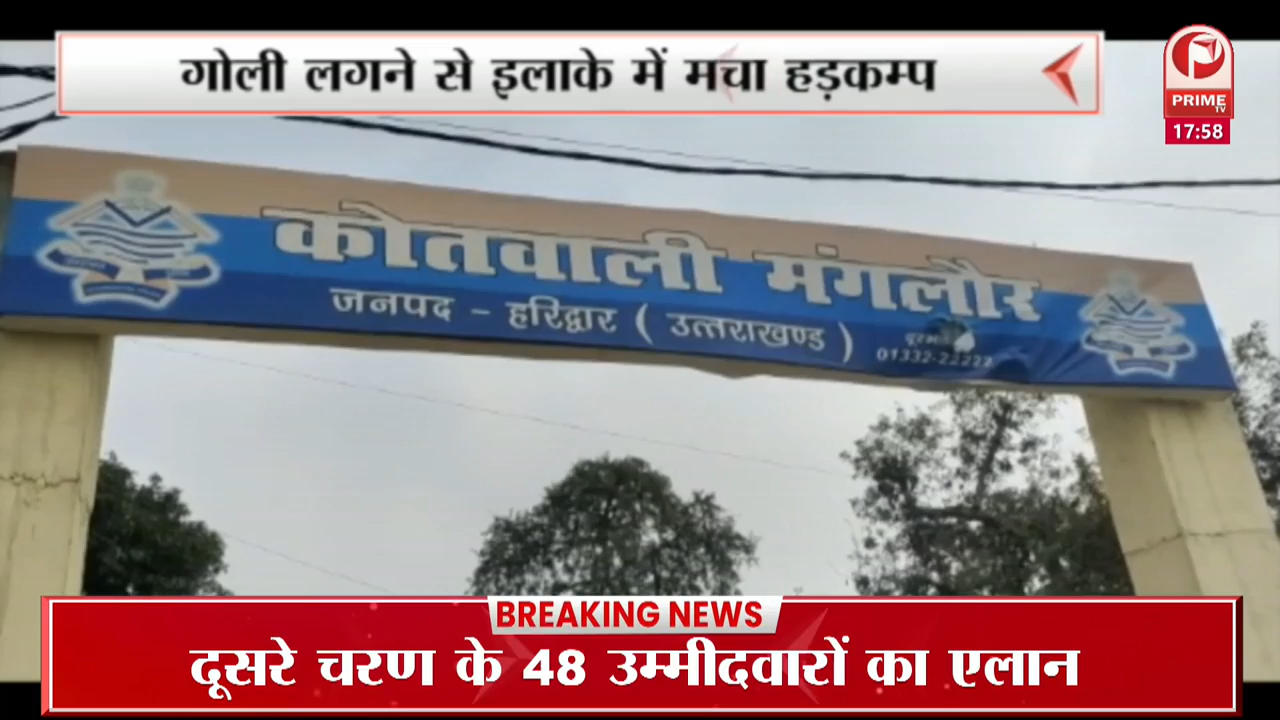 गोली लगने से इलाके में मचा हड़कम्प
PRIME
TV
17:58
कोतवाली मंगलौर
जनपद - हरिद्वार ( उत्तराखण्ड )
01332-22222
BREAKING NEWS
दूसरे चरण के 48 उम्मीदवारों का एलान